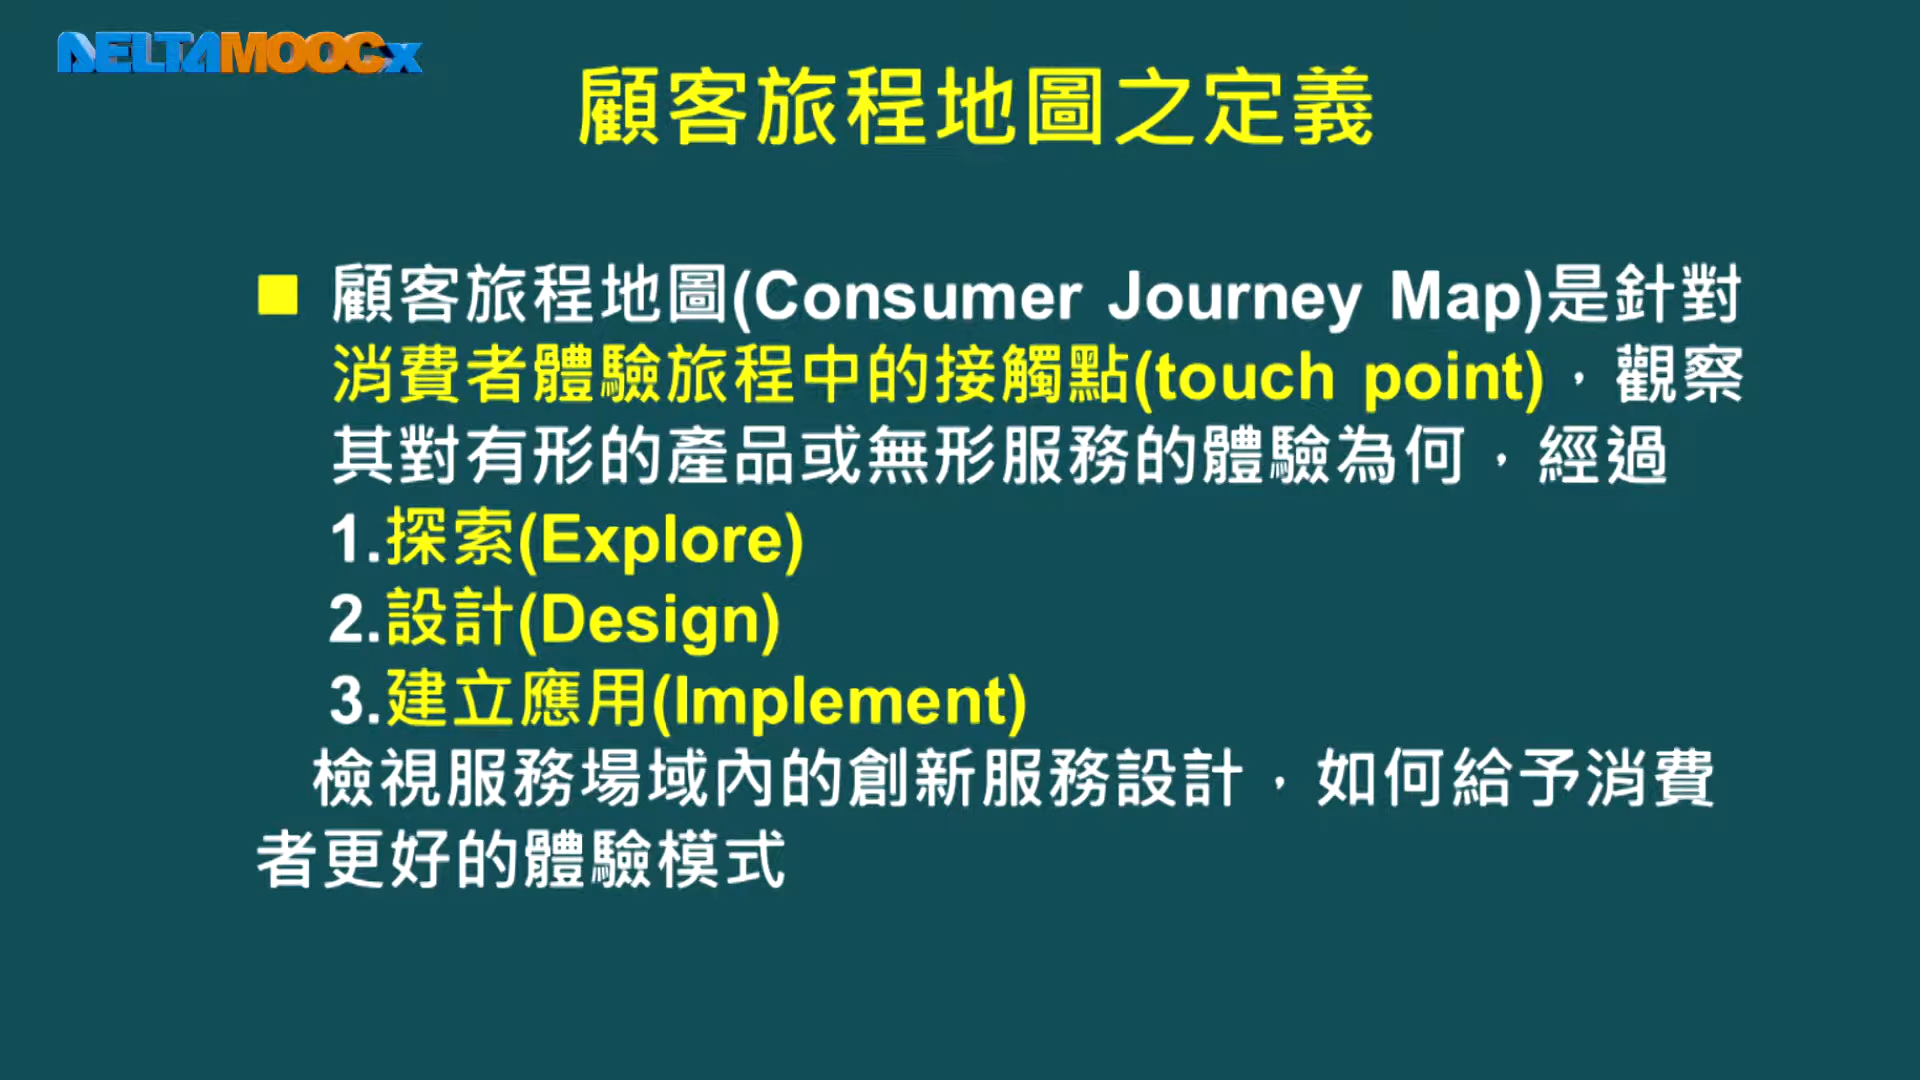 DELTAMOOCx
顧客旅程地圖之定義
顧客旅程地圖(Consumer Journey Map)是針對
消費者體驗旅程中的接觸點(touch point)，觀察
其對有形的產品或無形服務的體驗為何，經過
1.探索(Explore)
2.設計(Design)
3.建立應用(Implement)
檢視服務場域內的創新服務設計，如何給予消費
者更好的體驗模式